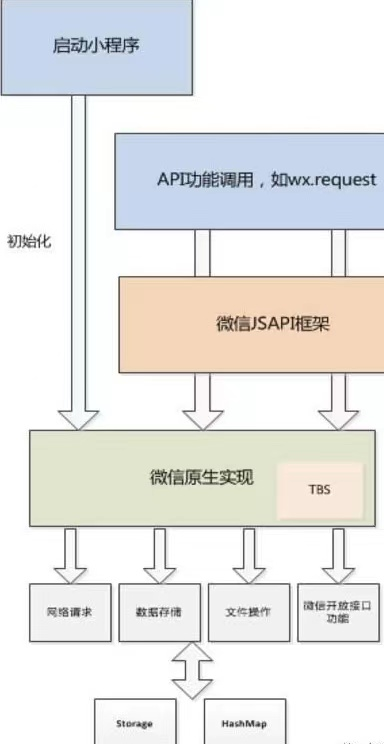 启动小程序
API功能调用，如wx.request
初始化
微信JSAPI框架
微信原生实现
TBS
网络请求
数据存储
文件操作
微信开放接口
功能
Storage
HashMap